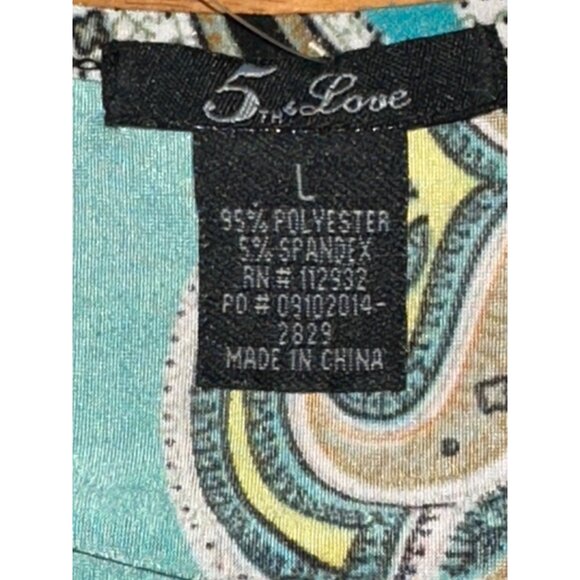 5TH & Love
L
95% POLYESTER
5% SPANDEX
RN # 112932
PO # 09102014-
2829
MADE IN CHINA